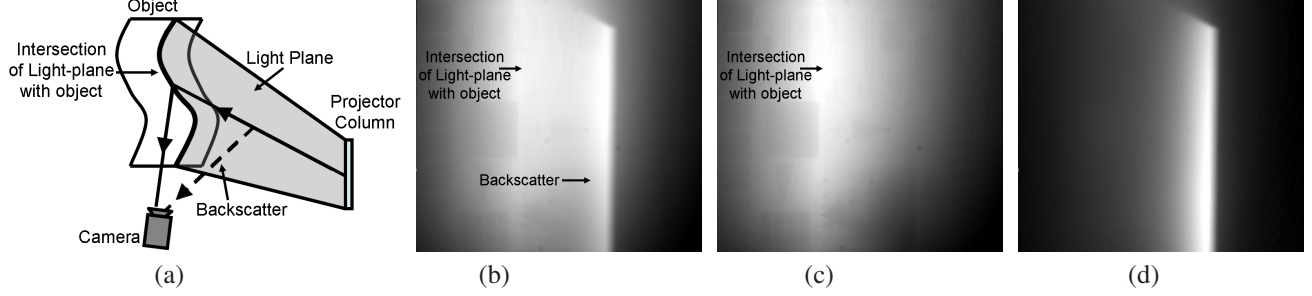 Object
Intersection
of Light-plane
with object
Light Plane
Projector
Column
Backscatter
Camera
(a)
Intersection
of Light-plane
with object
Backscatter
(b)
Intersection
of Light-plane
with object
(c)
(d)